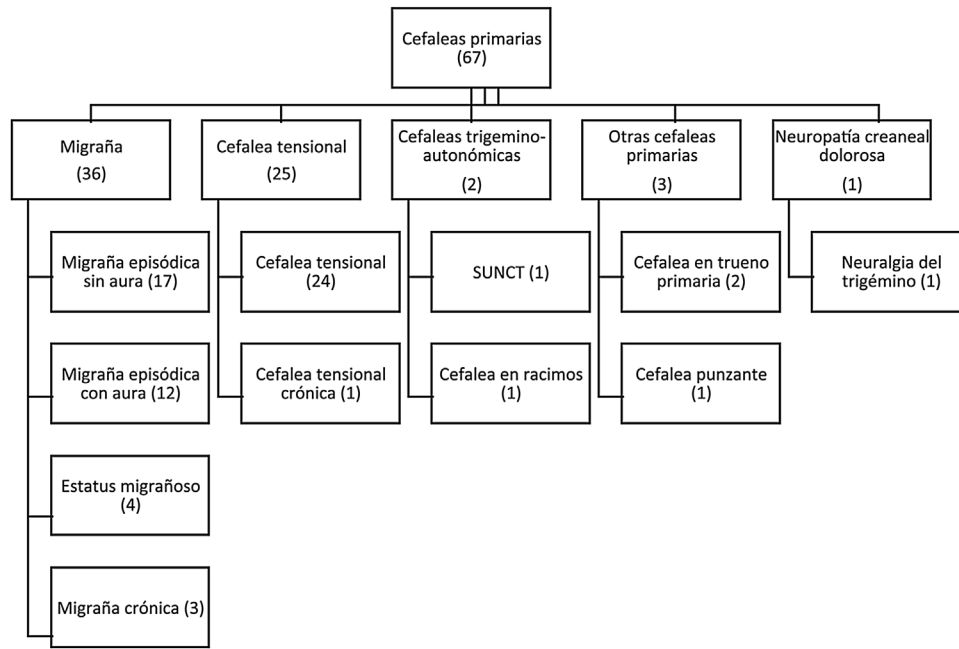 Cefaleas primarias
(67)
Migraña
(36)
Cefalea tensional
(25)
Cefaleas trigemino-
autonómicas
(2)
Otras cefaleas
primarias
(3)
Neuropatía creaneal
dolorosa
(1)
Migraña episódica
sin aura (17)
Cefalea tensional
(24)
SUNCT (1)
Cefalea en trueno
primaria (2)
Neuralgia del
trigémino (1)
Migraña episódica
con aura (12)
Cefalea tensional
crónica (1)
Cefalea en racimos
(1)
Cefalea punzante
(1)
Estatus migrañoso
(4)
Migraña crónica (3)